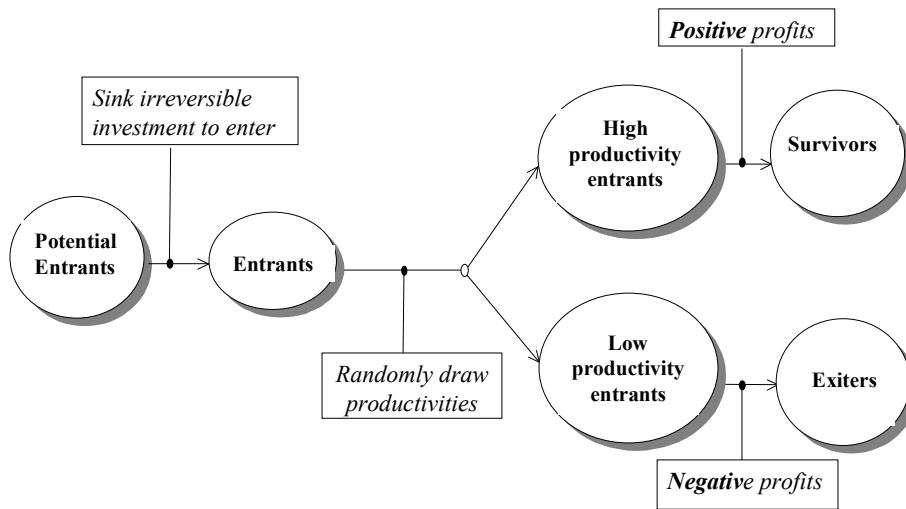 Sink irreversible
investment to enter
Potential
Entrants
Entrants
Randomly draw
productivities
Positive profits
High
productivity
entrants
Survivors
Low
productivity
entrants
Exiters
Negative profits